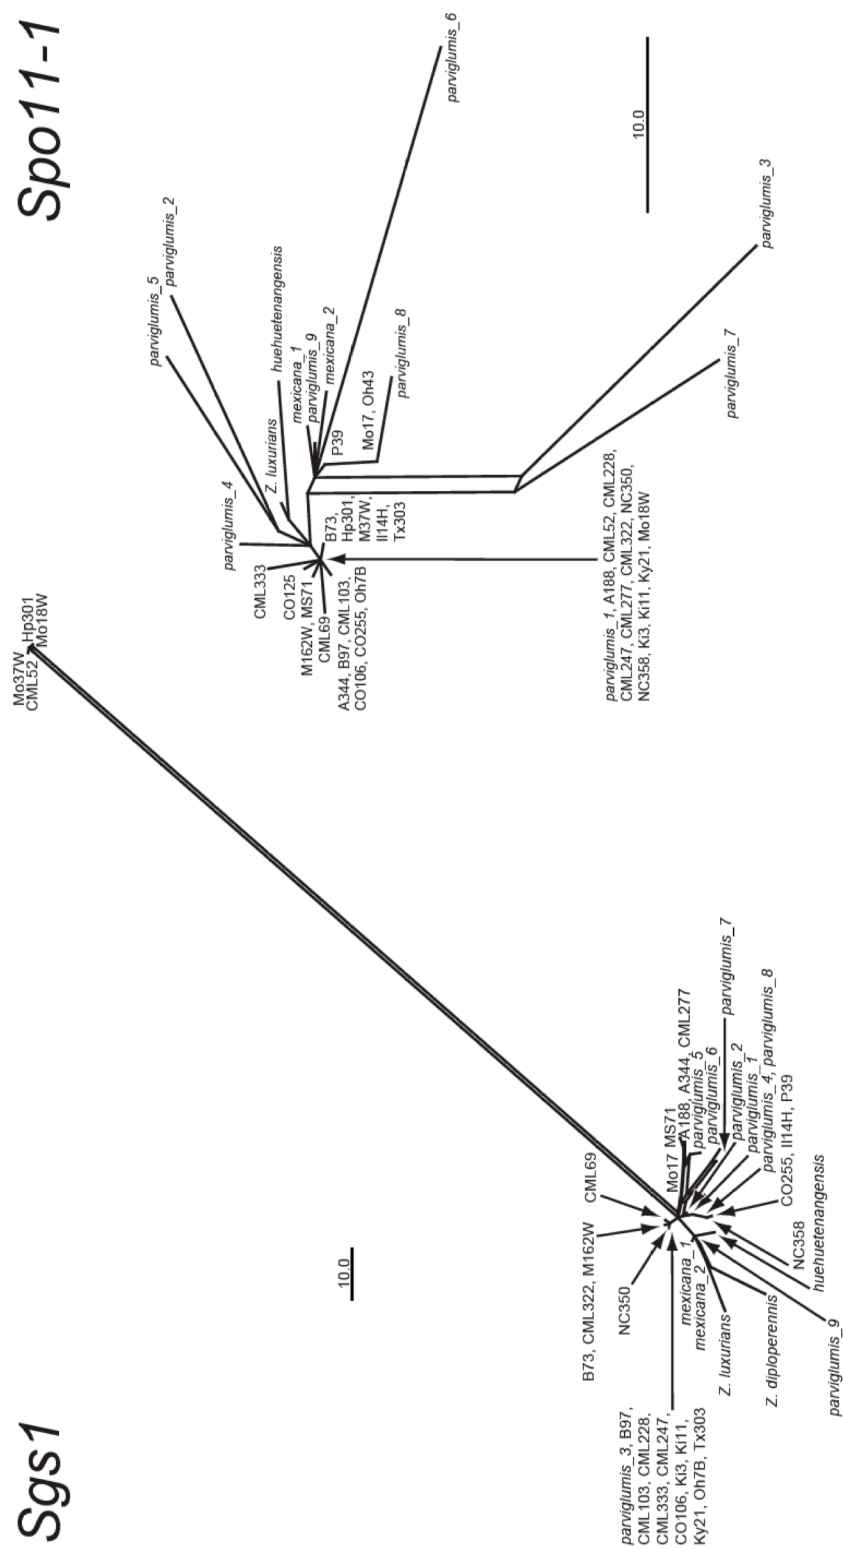 Sgs1
Mo37W
CML52
Hp301
Mo18W
10.0
CML69
B73, CML322, M162W
NC350
Mo17
MS71
A188, A344, CML277
parviglumis_5
parviglumis_6
parviglumis_7
parviglumis_2
parviglumis_1
parviglumis_4, parviglumis_8
CO255, Il14H, P39
NC358
huehuetenangensis
mexicana_1
mexicana_2
Z. luxurians
Z. diploperennis
parviglumis_9
parviglumis_3, B97,
CML103, CML228,
CML333, CML247,
CO106, Ki3, Ki11,
Ky21, Oh7B, Tx303
Spo11-1
parviglumis_6
parviglumis_2
parviglumis_5
huehuetenangensis
mexicana_1
parviglumis_9
mexicana_2
parviglumis_8
Mo17, Oh43
P39
Z. luxurians
parviglumis_4
10.0
parviglumis_3
parviglumis_7
B73,
Hp301,
M37W,
Il14H,
Tx303
CML333
CO125
M162W, MS71
CML69
A344, B97, CML103,
CO106, CO255, Oh7B
parviglumis_1, A188, CML52, CML228,
CML247, CML277, CML322, NC350,
NC358, Ki3, Ki11, Ky21, Mo18W